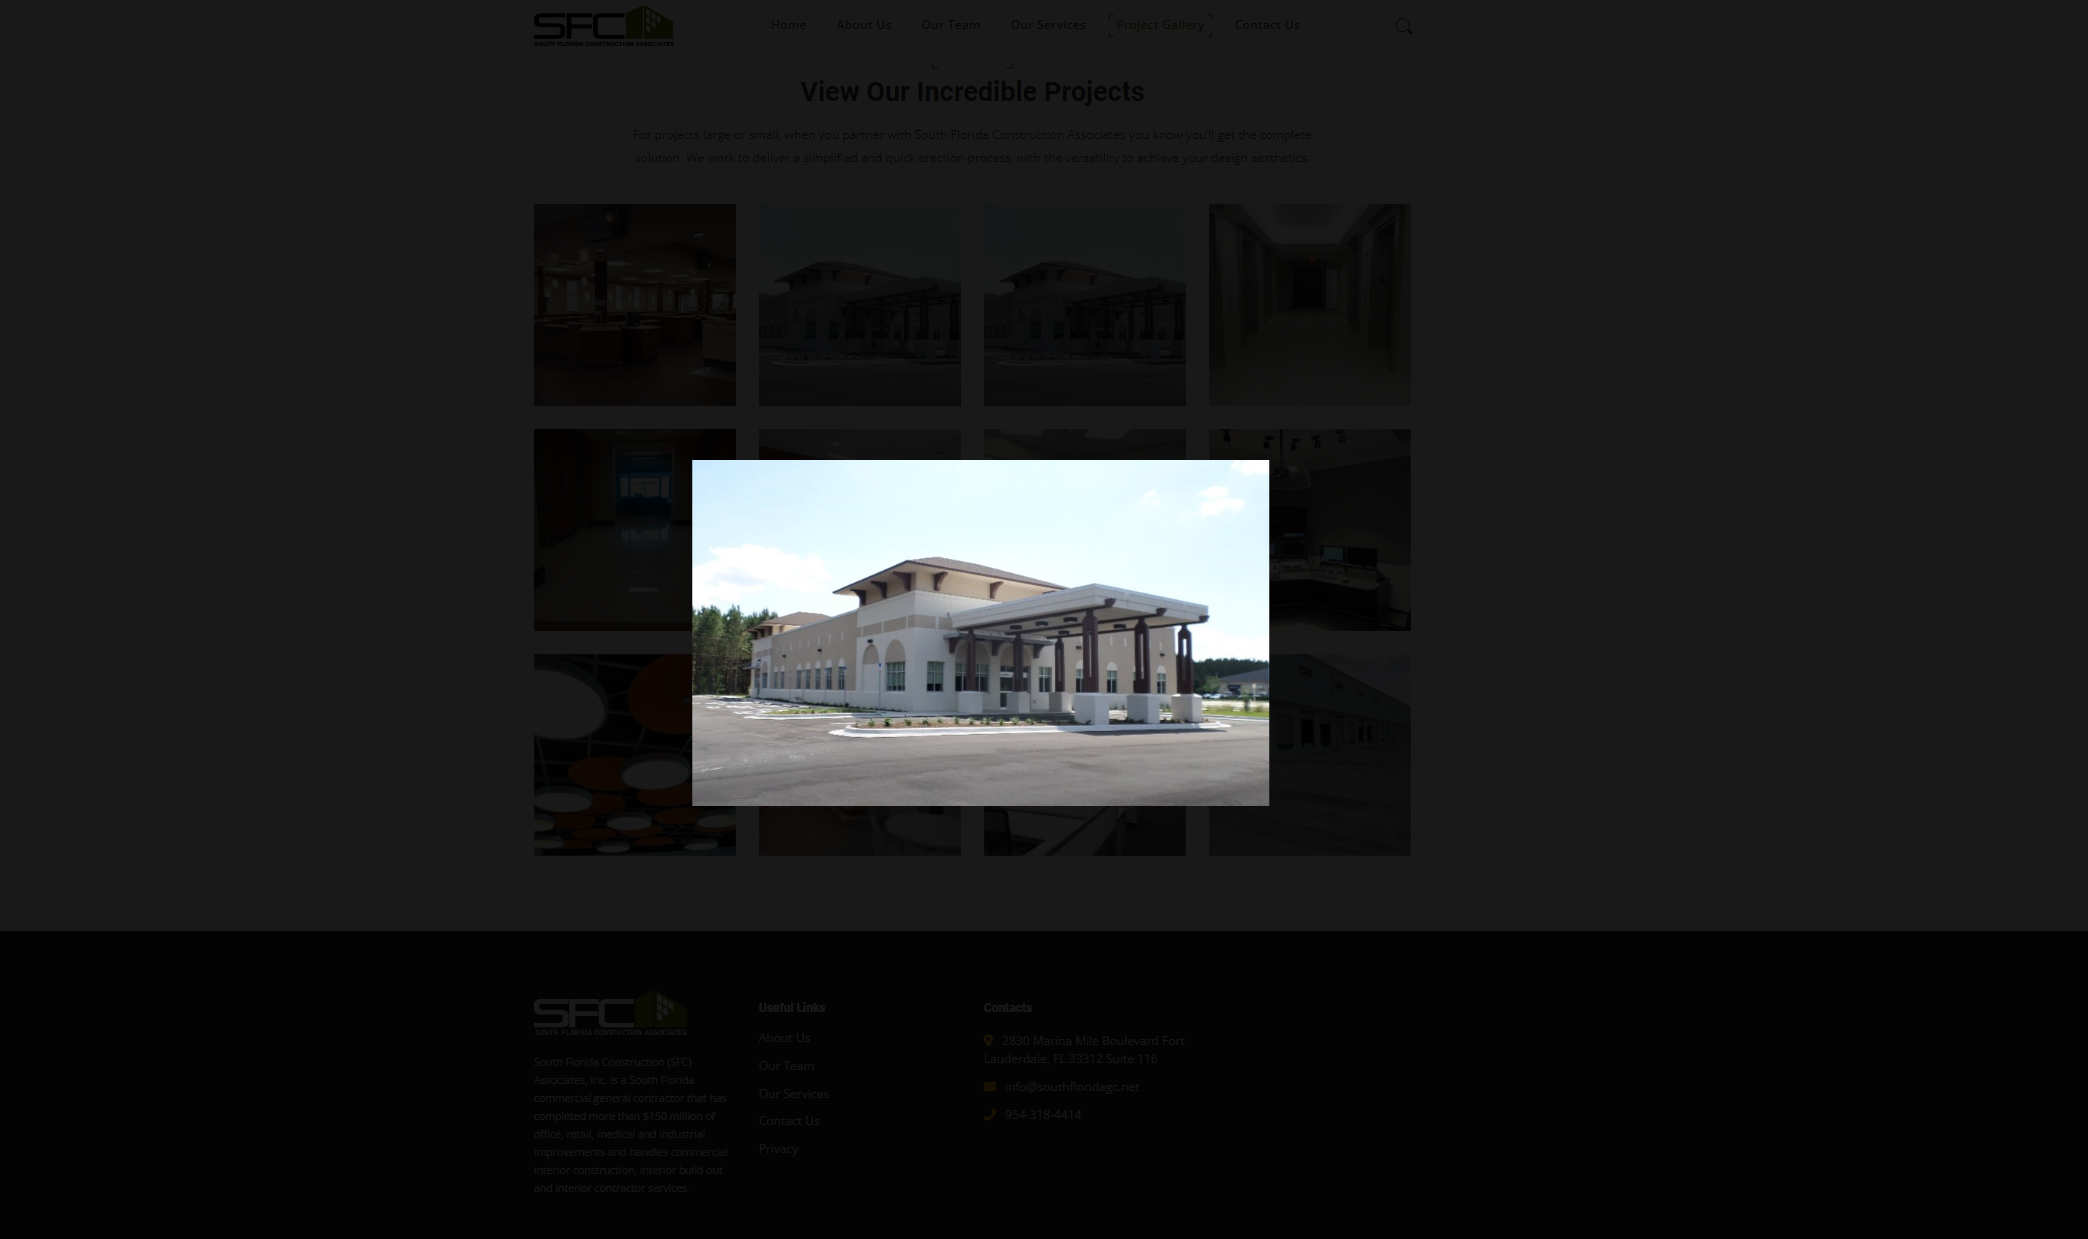 SFC
SOUTH FLORIDA CONSTRUCTION ASSOCIATES
Home About Us Our Team Our Services Project Gallery Contact Us
View Our Incredible Projects
For projects large or small, when you partner with South Florida Construction Associates you know you'll get the complete
solution. We work to deliver a simplified and quick erection process, with the versatility to achieve your design aesthetics.
SFC
SOUTH FLORIDA CONSTUCTION ASSOCIATES
South Florida Construction (SFC)
Associates, Inc. is a South Florida
commercial general contractor that has
completed more than $150 million of
office, retail, medical and industrial
improvements and handles commercial
interior construction, interior build out
and interior contractor services.
Useful Links
About Us
Our Team
Our Services
Contact Us
Privacy
Contacts
2830 Marina Mile Boulevard Fort
Lauderdale, FL 33312 Suite 116
info@southfloridagc.net
954-318-4414